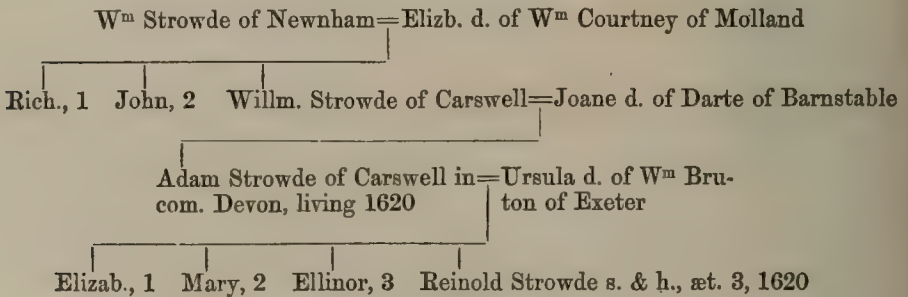 Wᵐ Strowde of Newnham=Elizb. d. of Wᵐ Courtney of Molland
Rich., 1 John, 2 Willm. Strowde of Carswell=Joane d. of Darte of Barnstable
Adam Strowde of Carswell in=Ursula d. of Wᵐ Bru-
com. Devon, living 1620 ton of Exeter
Elizab., 1 Mary, 2 Ellinor, 3 Reinold Strowde s. & h., æt. 3, 1620